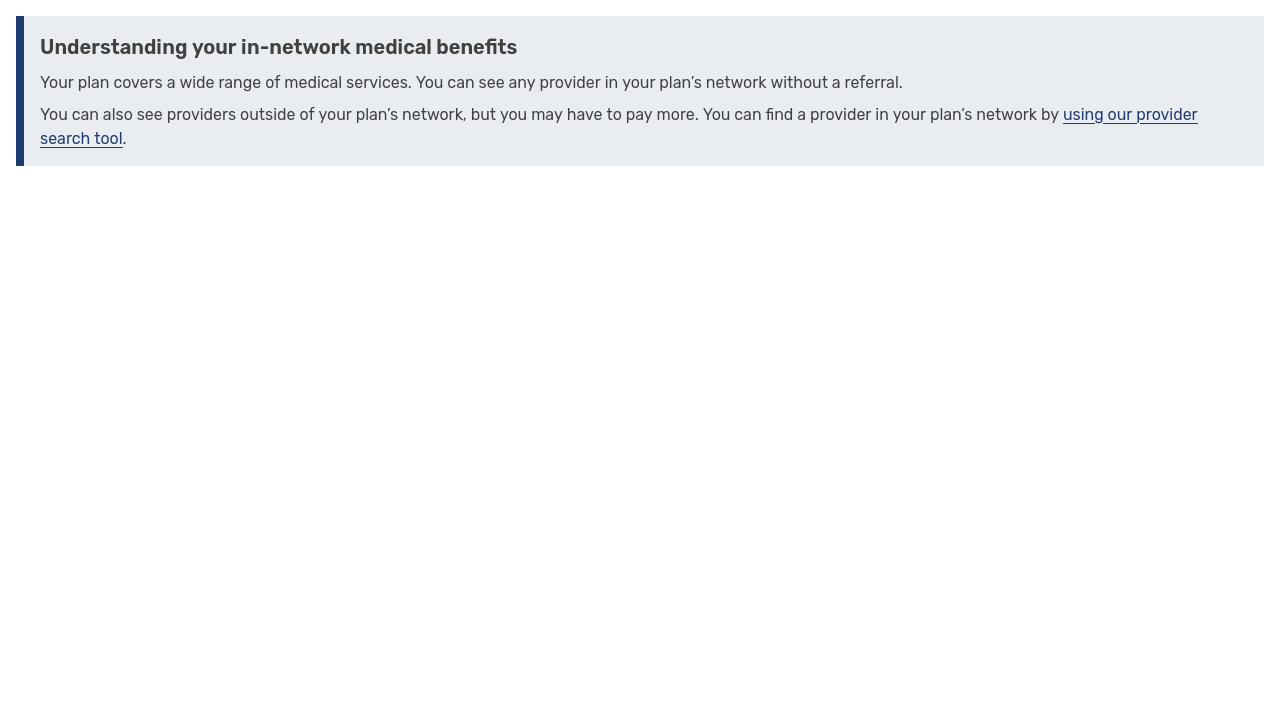 Understanding your in-network medical benefits
Your plan covers a wide range of medical services. You can see any provider in your plan’s network without a referral.
You can also see providers outside of your plan’s network, but you may have to pay more. You can find a provider in your plan’s network by using our provider
search tool.